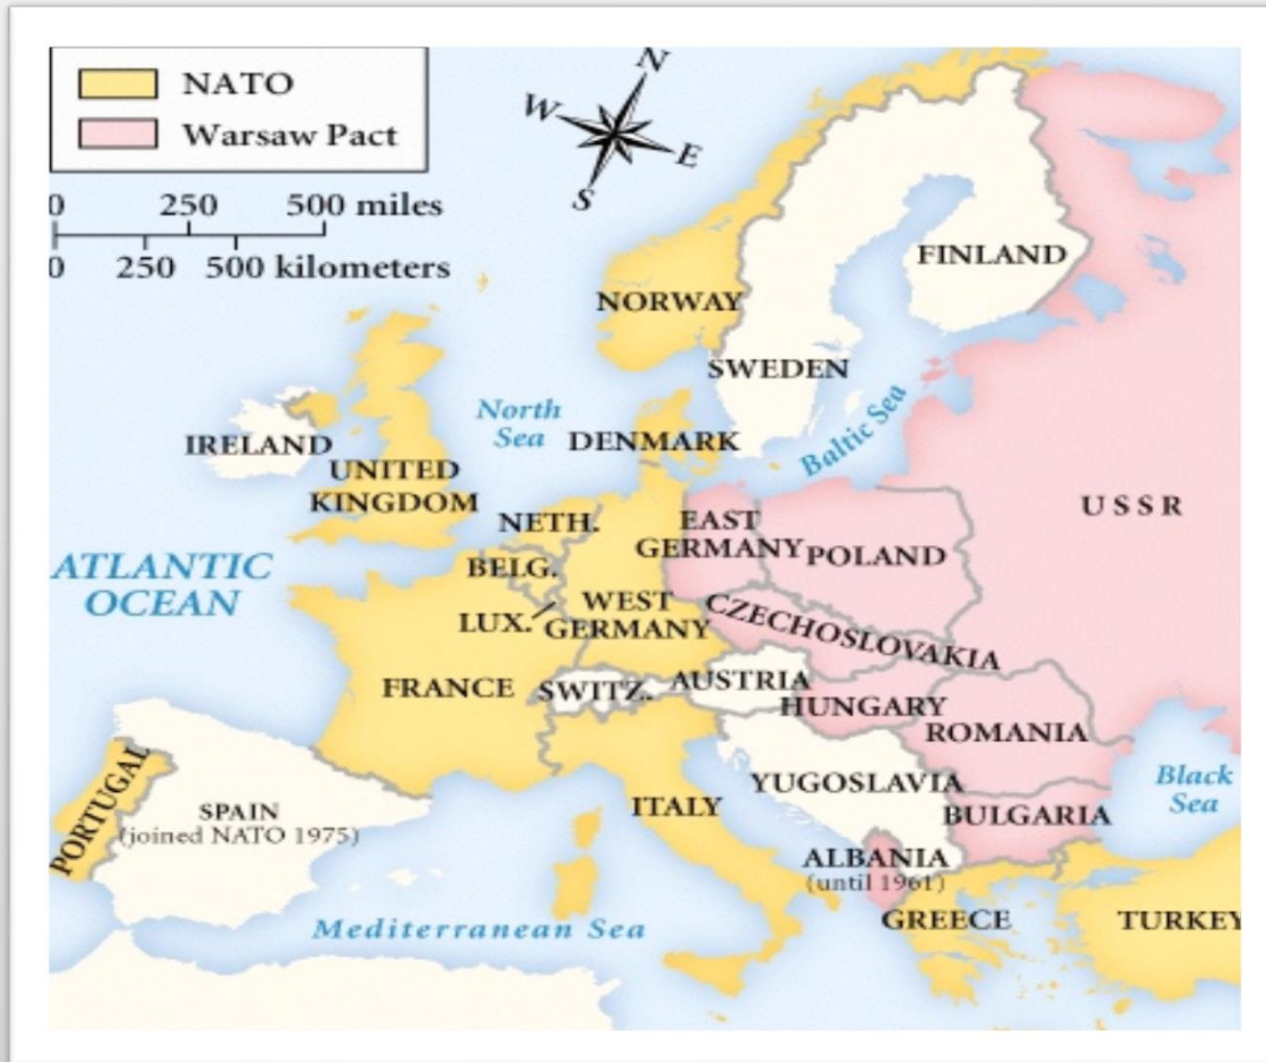 NATO
Warsaw Pact
0 250 500 miles
0 250 500 kilometers
N
W
E
S
FINLAND
NORWAY
SWEDEN
North
Sea
DENMARK
Baltic Sea
IRELAND
UNITED
KINGDOM
NETH.
EAST
GERMANY
POLAND
USSR
ATLANTIC
OCEAN
BELG.
LUX.
WEST
GERMANY
CZECHOSLOVAKIA
FRANCE
SWITZ.
AUSTRIA
HUNGARY
ROMANIA
PORTUGAL
SPAIN
(joined NATO 1975)
ITALY
YUGOSLAVIA
BULGARIA
Black
Sea
ALBANIA
(until 1961)
GREECE
TURKEY
Mediterranean Sea